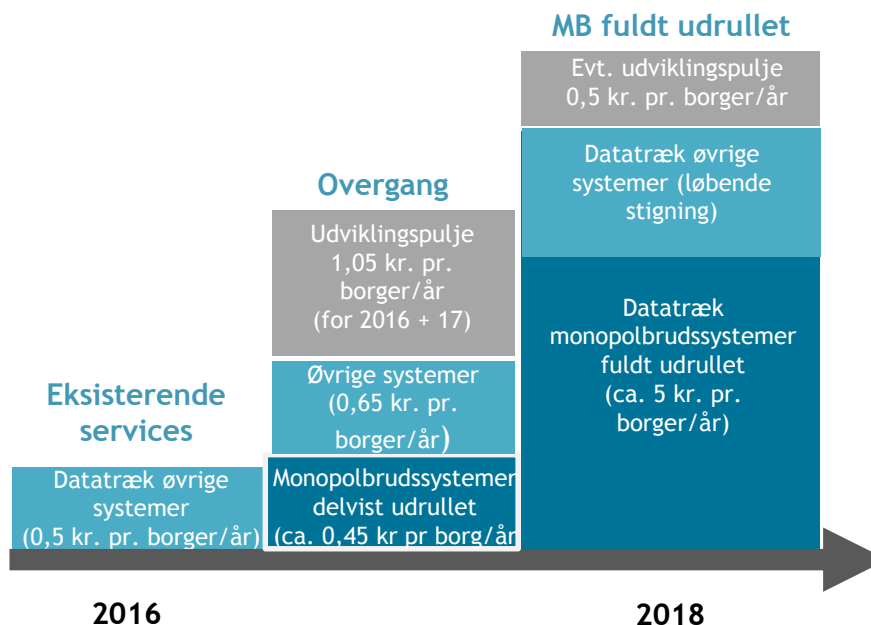 MB fuldt udrullet
Evt. udviklingspulje
0,5 kr. pr. borger/år
Datatræk øvrige
systemer (løbende
stigning)
Datatræk
monopolbrudssystemer
fuldt udrullet
(ca. 5 kr. pr.
borger/år)
Overgang
Udviklingspulje
1,05 kr. pr.
borger/år
(for 2016 + 17)
Øvrige systemer
(0,65 kr. pr.
borger/år)
Monopolbrudssystemer
delvist udrullet
(ca. 0,45 kr pr borg/år
Eksisterende
services
Datatræk øvrige
systemer
(0,5 kr. pr. borger/år)
2016
2018